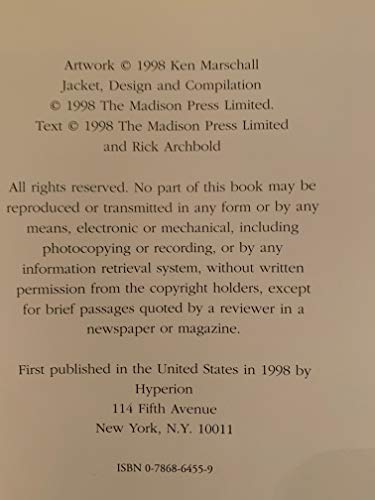 Artwork © 1998 Ken Marschall
Jacket, Design and Compilation
© 1998 The Madison Press Limited.
Text © 1998 The Madison Press Limited
and Rick Archbold
All rights reserved. No part of this book may be
reproduced or transmitted in any form or by any
means, electronic or mechanical, including
photocopying or recording, or by any
information retrieval system, without written
permission from the copyright holders, except
for brief passages quoted by a reviewer in a
newspaper or magazine.
First published in the United States in 1998 by
Hyperion
114 Fifth Avenue
New York, N.Y. 10011
ISBN 0-7868-6455-9